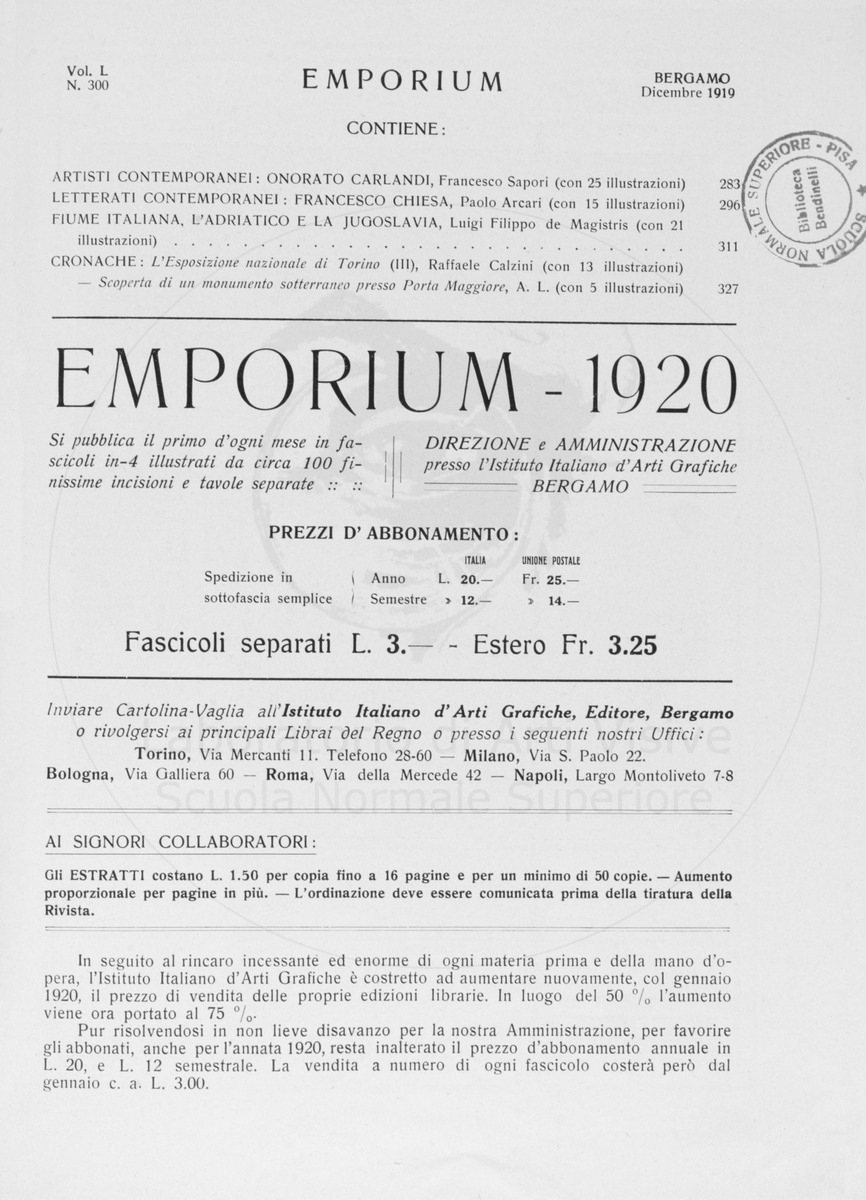 Vol. L
N. 300
EMPORIUM
BERGAMO
Dicembre 1919
CONTIENE:
ARTISTI CONTEMPORANEI: ONORATO CARLANDI, Francesco Sapori (con 25 illustrazioni) 283
LETTERATI CONTEMPORANEI: FRANCESCO CHIESA, Paolo Arcari (con 15 illustrazioni) 296
FIUME ITALIANA, L'ADRIATICO E LA JUGOSLAVIA, Luigi Filippo de Magistris (con 21
illustrazioni) . . . . . . . . . . . . . . . . . . . . . . . . . . . 311
CRONACHE: L'Esposizione nazionale di Torino (III), Raffaele Calzini (con 13 illustrazioni)
— Scoperta di un monumento sotterraneo presso Porta Maggiore, A. L. (con 5 illustrazioni) 327
SCUOLA NORMALE SUPERIORE - PISA
Biblioteca
Bendinelli
EMPORIUM - 1920
Si pubblica il primo d'ogni mese in fa-
scicoli in-4 illustrati da circa 100 fi-
nissime incisioni e tavole separate :: ::
DIREZIONE e AMMINISTRAZIONE
presso l'Istituto Italiano d'Arti Grafiche
BERGAMO
PREZZI D'ABBONAMENTO:
ITALIA UNIONE POSTALE
Spedizione in ( Anno L. 20.— Fr. 25.—
sottofascia semplice ( Semestre » 12.— » 14.—
Fascicoli separati L. 3.— - Estero Fr. 3.25
Inviare Cartolina-Vaglia all'Istituto Italiano d'Arti Grafiche, Editore, Bergamo
o rivolgersi ai principali Librai del Regno o presso i seguenti nostri Uffici:
Torino, Via Mercanti 11. Telefono 28-60 — Milano, Via S. Paolo 22.
Bologna, Via Galliera 60 — Roma, Via della Mercede 42 — Napoli, Largo Montoliveto 7-8
Scuola Normale Superiore
AI SIGNORI COLLABORATORI:
Gli ESTRATTI costano L. 1.50 per copia fino a 16 pagine e per un minimo di 50 copie. — Aumento
proporzionale per pagine in più. — L'ordinazione deve essere comunicata prima della tiratura della
Rivista.
In seguito al rincaro incessante ed enorme di ogni materia prima e della mano d'o-
pera, l'Istituto Italiano d'Arti Grafiche è costretto ad aumentare nuovamente, col gennaio
1920, il prezzo di vendita delle proprie edizioni librarie. In luogo del 50 % l'aumento
viene ora portato al 75 %.
Pur risolvendosi in non lieve disavanzo per la nostra Amministrazione, per favorire
gli abbonati, anche per l'annata 1920, resta inalterato il prezzo d'abbonamento annuale in
L. 20, e L. 12 semestrale. La vendita a numero di ogni fascicolo costerà però dal
gennaio c. a. L. 3.00.